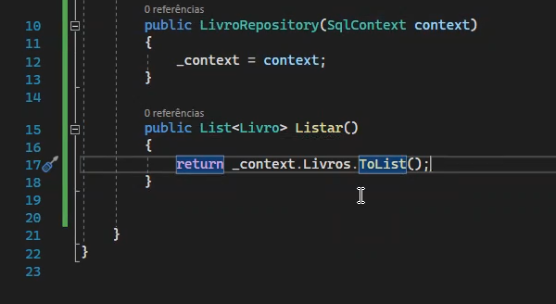 0 referências
10 public LivroRepository(SqlContext context)
11 {
12 _context = context;
13 }
14
0 referências
15 public List<Livro> Listar()
16 {
17 return _context.Livros.ToList();
18 }
19
20
21 }
22 }
23